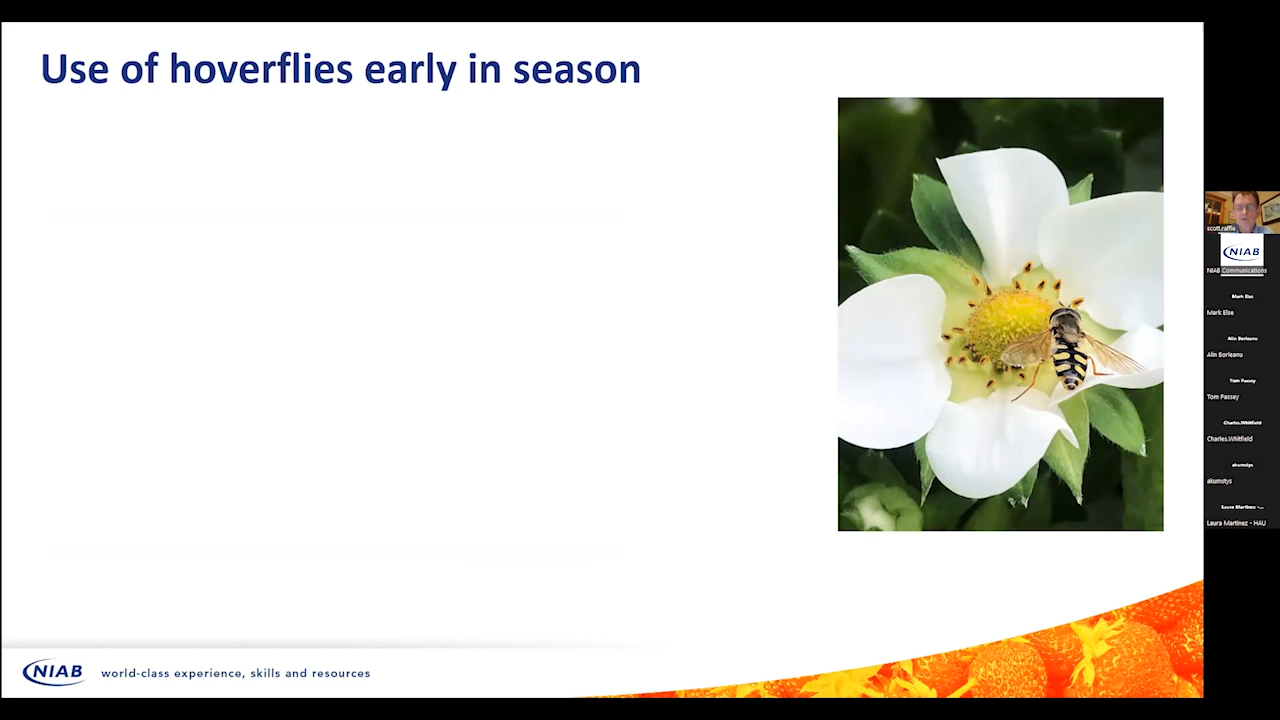 Use of hoverflies early in season
scott.raffle
NIAB
NIAB Communications
Mark Else
Mark Else
Alin Borleanu
Alin Borleanu
Tom Passey
Tom Passey
Charles.Whitfield
Charles.Whitfield
akumstys
akumstys
Laura Martinez -...
Laura Martinez - HAU
NIAB
world-class experience, skills and resources